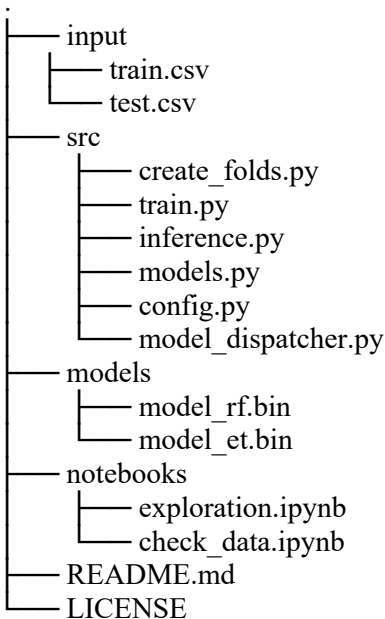 .
input
train.csv
test.csv
src
create_folds.py
train.py
inference.py
models.py
config.py
model_dispatcher.py
models
model_rf.bin
model_et.bin
notebooks
exploration.ipynb
check_data.ipynb
README.md
LICENSE